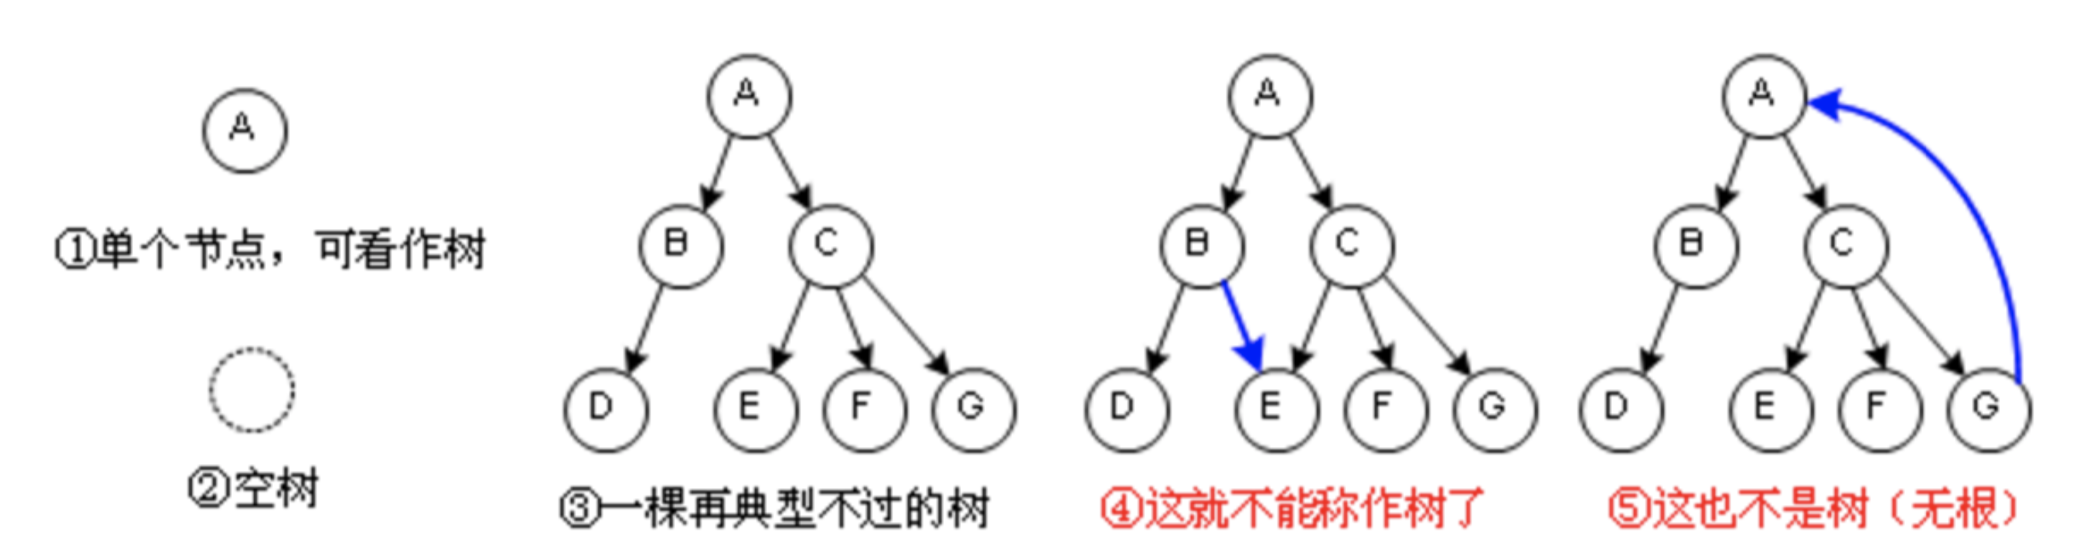 A
①单个节点，可看作树
②空树
A
B C
D E F G
③一棵再典型不过的树
A
B C
D E F G
④这就不能称作树了
A
B C
D E F G
⑤这也不是树（无根）